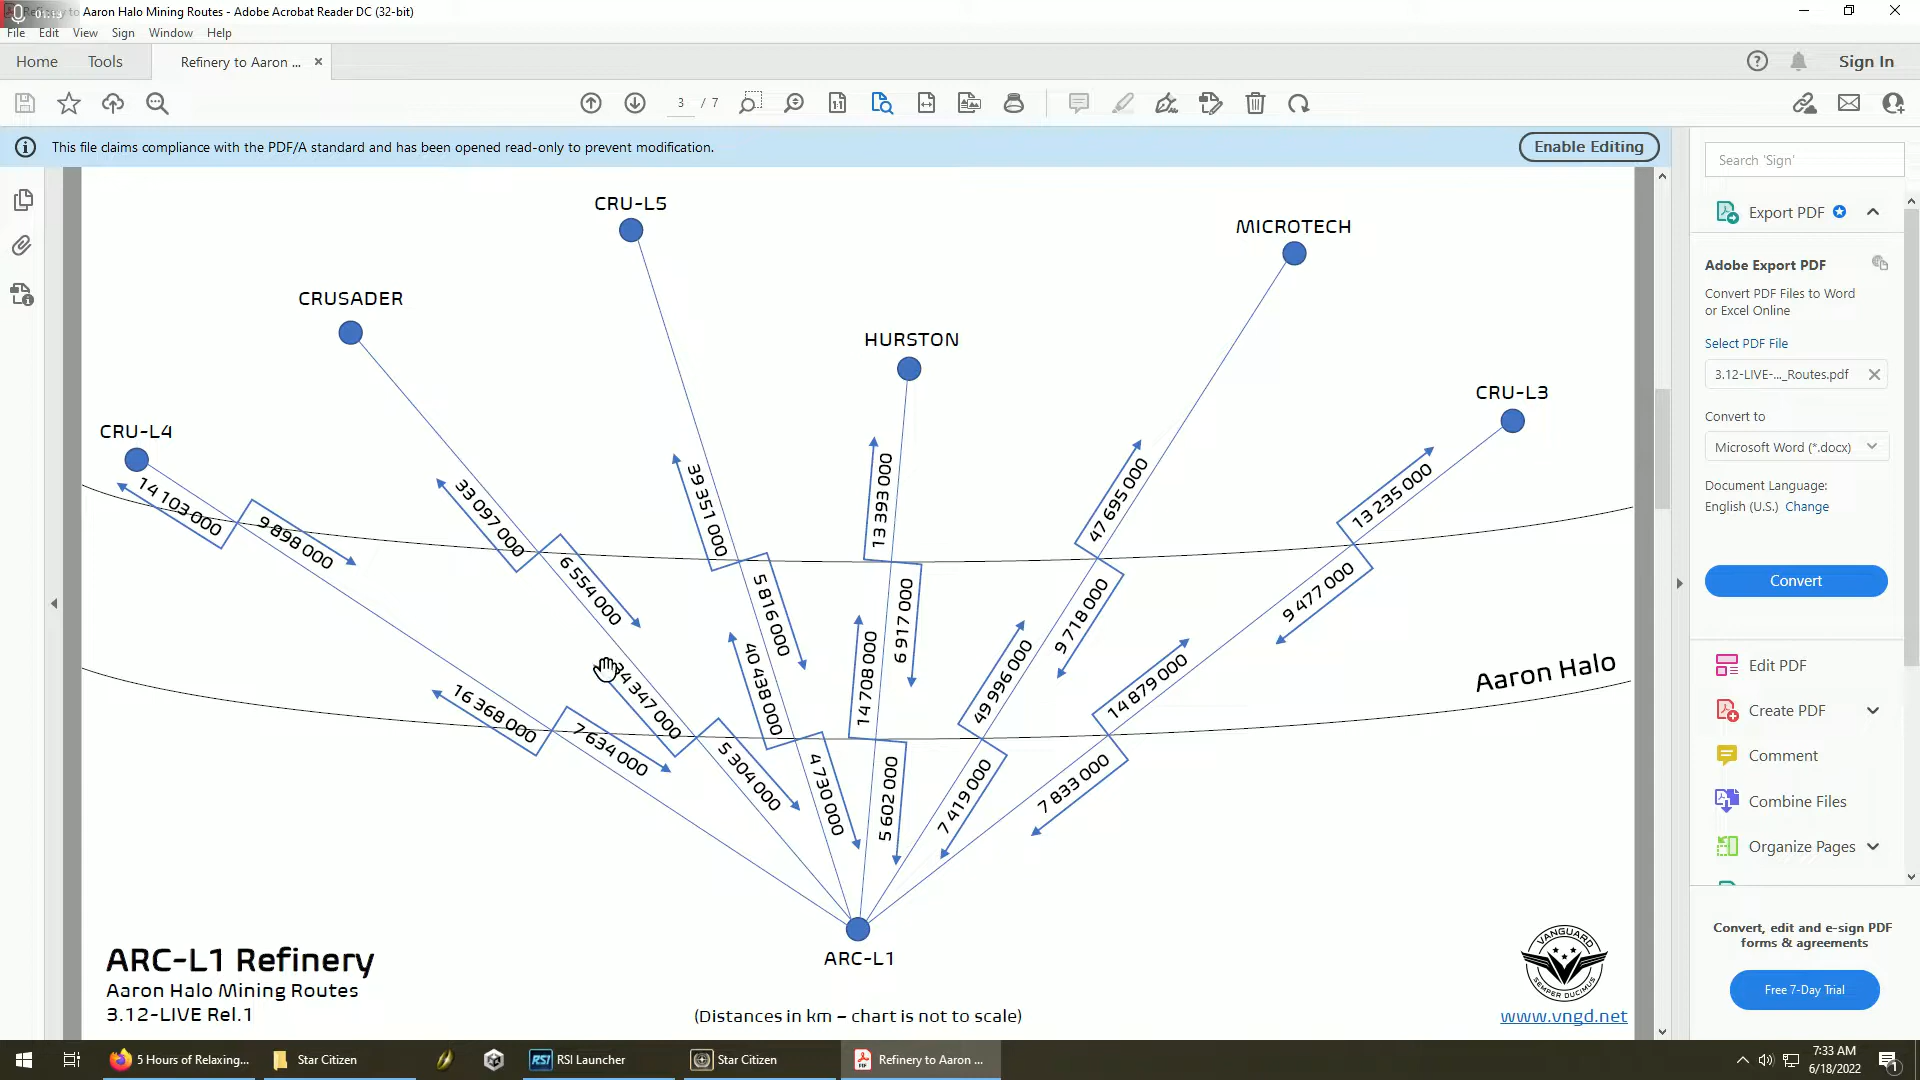 Refinery to Aaron Halo Mining Routes - Adobe Acrobat Reader DC (32-bit)
File Edit View Sign Window Help
Home Tools Refinery to Aaron ... Sign In
3 / 7
This file claims compliance with the PDF/A standard and has been opened read-only to prevent modification. Enable Editing
Search 'Sign'
Export PDF
Adobe Export PDF
Convert PDF Files to Word
or Excel Online
Select PDF File
3.12-LIVE-..._Routes.pdf
Convert to
Microsoft Word (*.docx)
Document Language:
English (U.S.) Change
Convert
Edit PDF
Create PDF
Comment
Combine Files
Organize Pages
Convert, edit and e-sign PDF
forms & agreements
Free 7-Day Trial
CRU-L5
MICROTECH
CRUSADER
HURSTON
CRU-L3
CRU-L4
14 103 000
9 898 000
33 097 000
6 554 000
39 351 000
5 816 000
13 393 000
6 917 000
47 695 000
9 718 000
13 235 000
9 477 000
Aaron Halo
16 368 000
7 634 000
34 347 000
5 304 000
40 438 000
4 730 000
14 708 000
5 602 000
49 996 000
7 419 000
14 879 000
7 833 000
ARC-L1
ARC-L1 Refinery
Aaron Halo Mining Routes
3.12-LIVE Rel.1
(Distances in km – chart is not to scale)
VANGUARD
SEMPER DUCIMUS
www.vngd.net
5 Hours of Relaxing... Star Citizen RSI RSI Launcher Star Citizen Refinery to Aaron ...
7:33 AM
6/18/2022
1